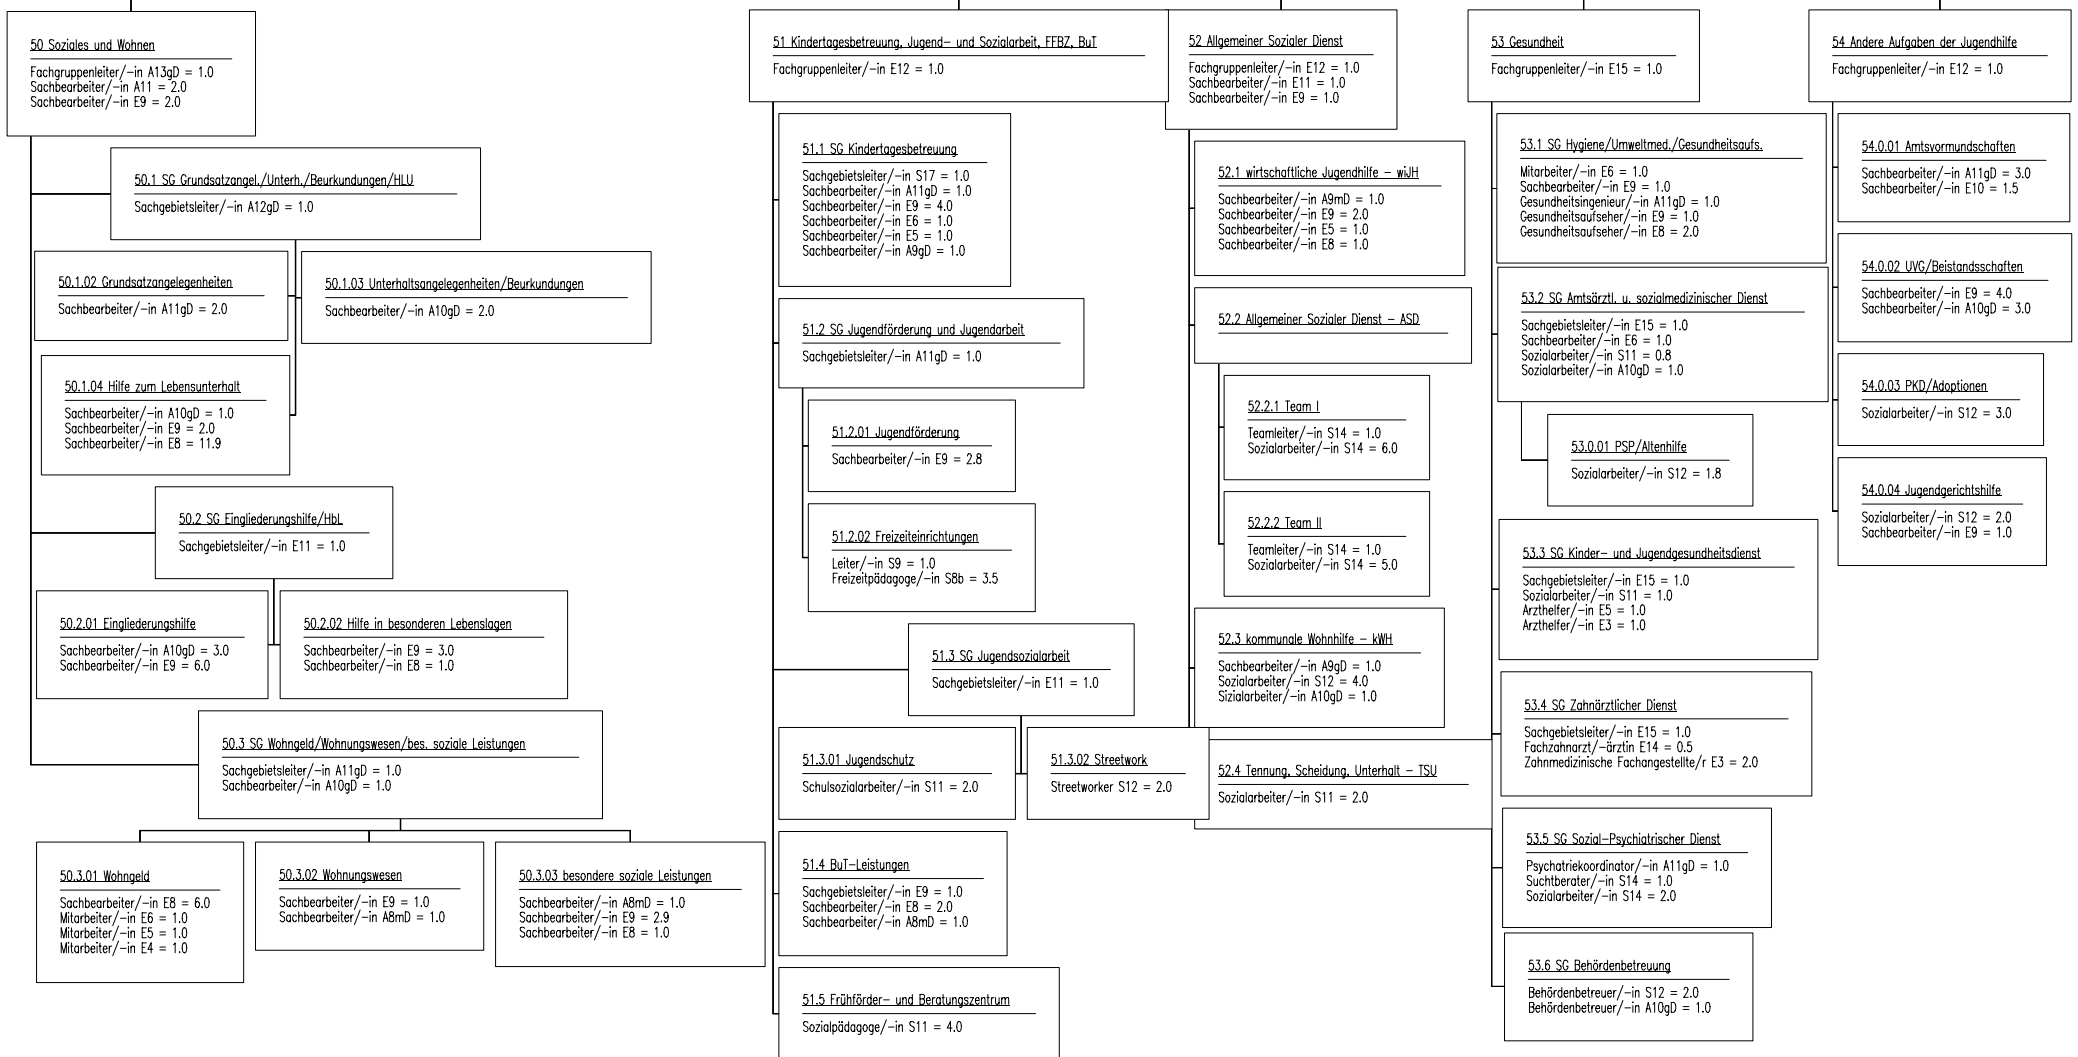 50 Soziales und Wohnen
Fachgruppenleiter/-in A13gD = 1.0
Sachbearbeiter/-in A11 = 2.0
Sachbearbeiter/-in E9 = 2.0
50.1 SG Grundsatzangel./Unterh./Beurkundungen/HLU
Sachgebietsleiter/-in A12gD = 1.0
50.1.02 Grundsatzangelegenheiten
Sachbearbeiter/-in A11gD = 2.0
50.1.03 Unterhaltsangelegenheiten/Beurkundungen
Sachbearbeiter/-in A10gD = 2.0
50.1.04 Hilfe zum Lebensunterhalt
Sachbearbeiter/-in A10gD = 1.0
Sachbearbeiter/-in E9 = 2.0
Sachbearbeiter/-in E8 = 11.9
50.2 SG Eingliederungshilfe/HbL
Sachgebietsleiter/-in E11 = 1.0
50.2.01 Eingliederungshilfe
Sachbearbeiter/-in A10gD = 3.0
Sachbearbeiter/-in E9 = 6.0
50.2.02 Hilfe in besonderen Lebenslagen
Sachbearbeiter/-in E9 = 3.0
Sachbearbeiter/-in E8 = 1.0
50.3 SG Wohngeld/Wohnungswesen/bes. soziale Leistungen
Sachgebietsleiter/-in A11gD = 1.0
Sachbearbeiter/-in A10gD = 1.0
50.3.01 Wohngeld
Sachbearbeiter/-in E8 = 6.0
Mitarbeiter/-in E6 = 1.0
Mitarbeiter/-in E5 = 1.0
Mitarbeiter/-in E4 = 1.0
50.3.02 Wohnungswesen
Sachbearbeiter/-in E9 = 1.0
Sachbearbeiter/-in A8mD = 1.0
50.3.03 besondere soziale Leistungen
Sachbearbeiter/-in A8mD = 1.0
Sachbearbeiter/-in E9 = 2.9
Sachbearbeiter/-in E8 = 1.0
51 Kindertagesbetreuung, Jugend- und Sozialarbeit, FFBZ, BuT
Fachgruppenleiter/-in E12 = 1.0
51.1 SG Kindertagesbetreuung
Sachgebietsleiter/-in S17 = 1.0
Sachbearbeiter/-in A11gD = 1.0
Sachbearbeiter/-in E9 = 4.0
Sachbearbeiter/-in E6 = 1.0
Sachbearbeiter/-in E5 = 1.0
Sachbearbeiter/-in A9gD = 1.0
51.2 SG Jugendförderung und Jugendarbeit
Sachgebietsleiter/-in A11gD = 1.0
51.2.01 Jugendförderung
Sachbearbeiter/-in E9 = 2.8
51.2.02 Freizeiteinrichtungen
Leiter/-in S9 = 1.0
Freizeitpädagoge/-in S8b = 3.5
51.3 SG Jugendsozialarbeit
Sachgebietsleiter/-in E11 = 1.0
51.3.01 Jugendschutz
Schulsozialarbeiter/-in S11 = 2.0
51.3.02 Streetwork
Streetworker S12 = 2.0
51.4 BuT-Leistungen
Sachgebietsleiter/-in E9 = 1.0
Sachbearbeiter/-in E8 = 2.0
Sachbearbeiter/-in A8mD = 1.0
51.5 Frühförder- und Beratungszentrum
Sozialpädagoge/-in S11 = 4.0
52 Allgemeiner Sozialer Dienst
Fachgruppenleiter/-in E12 = 1.0
Sachbearbeiter/-in E11 = 1.0
Sachbearbeiter/-in E9 = 1.0
52.1 wirtschaftliche Jugendhilfe - wiJH
Sachbearbeiter/-in A9mD = 1.0
Sachbearbeiter/-in E9 = 2.0
Sachbearbeiter/-in E5 = 1.0
Sachbearbeiter/-in E8 = 1.0
52.2 Allgemeiner Sozialer Dienst - ASD
52.2.1 Team I
Teamleiter/-in S14 = 1.0
Sozialarbeiter/-in S14 = 6.0
52.2.2 Team II
Teamleiter/-in S14 = 1.0
Sozialarbeiter/-in S14 = 5.0
52.3 kommunale Wohnhilfe - kWH
Sachbearbeiter/-in A9gD = 1.0
Sozialarbeiter/-in S12 = 4.0
Sizialarbeiter/-in A10gD = 1.0
52.4 Tennung, Scheidung, Unterhalt - TSU
Sozialarbeiter/-in S11 = 2.0
53 Gesundheit
Fachgruppenleiter/-in E15 = 1.0
53.1 SG Hygiene/Umweltmed./Gesundheitsaufs.
Mitarbeiter/-in E6 = 1.0
Sachbearbeiter/-in E9 = 1.0
Gesundheitsingenieur/-in A11gD = 1.0
Gesundheitsaufseher/-in E9 = 1.0
Gesundheitsaufseher/-in E8 = 2.0
53.2 SG Amtsärztl. u. sozialmedizinischer Dienst
Sachgebietsleiter/-in E15 = 1.0
Sachbearbeiter/-in E6 = 1.0
Sozialarbeiter/-in S11 = 0.8
Sozialarbeiter/-in A10gD = 1.0
53.0.01 PSP/Altenhilfe
Sozialarbeiter/-in S12 = 1.8
53.3 SG Kinder- und Jugendgesundheitsdienst
Sachgebietsleiter/-in E15 = 1.0
Sozialarbeiter/-in S11 = 1.0
Arzthelfer/-in E5 = 1.0
Arzthelfer/-in E3 = 1.0
53.4 SG Zahnärztlicher Dienst
Sachgebietsleiter/-in E15 = 1.0
Fachzahnarzt/-ärztin E14 = 0.5
Zahnmedizinische Fachangestellte/r E3 = 2.0
53.5 SG Sozial-Psychiatrischer Dienst
Psychatriekoordinator/-in A11gD = 1.0
Suchtberater/-in S14 = 1.0
Sozialarbeiter/-in S14 = 2.0
53.6 SG Behördenbetreuung
Behördenbetreuer/-in S12 = 2.0
Behördenbetreuer/-in A10gD = 1.0
54 Andere Aufgaben der Jugendhilfe
Fachgruppenleiter/-in E12 = 1.0
54.0.01 Amtsvormundschaften
Sachbearbeiter/-in A11gD = 3.0
Sachbearbeiter/-in E10 = 1.5
54.0.02 UVG/Beistandsschaften
Sachbearbeiter/-in E9 = 4.0
Sachbearbeiter/-in A10gD = 3.0
54.0.03 PKD/Adoptionen
Sozialarbeiter/-in S12 = 3.0
54.0.04 Jugendgerichtshilfe
Sozialarbeiter/-in S12 = 2.0
Sachbearbeiter/-in E9 = 1.0